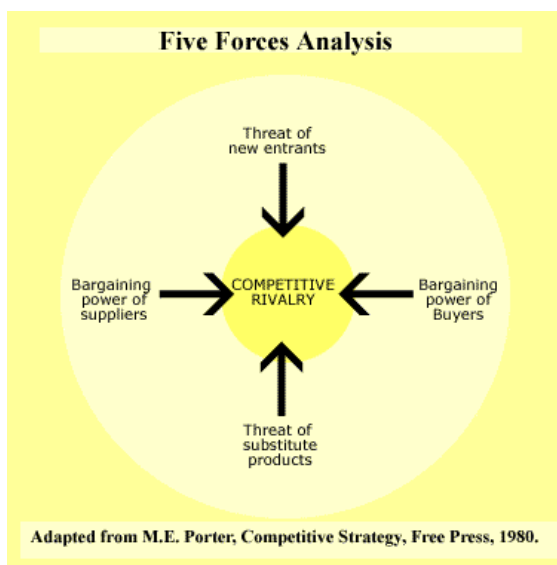 Five Forces Analysis
Threat of
new entrants
Bargaining
power of
suppliers
COMPETITIVE
RIVALRY
Bargaining
power of
Buyers
Threat of
substitute
products
Adapted from M.E. Porter, Competitive Strategy, Free Press, 1980.